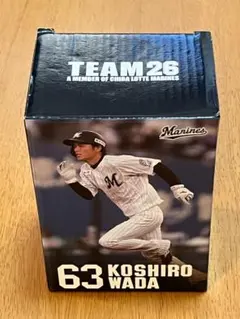 TEAM26
A MEMBER OF CHIBA LOTTE MARINES
Marines
M
63 KOSHIRO
WADA